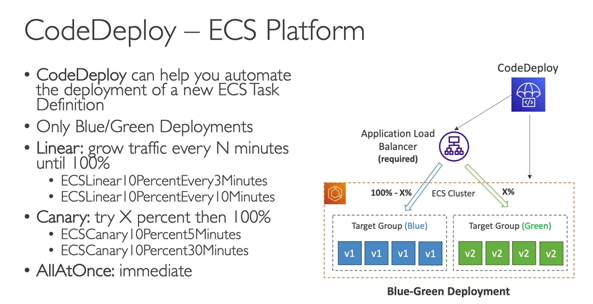 CodeDeploy – ECS Platform
• CodeDeploy can help you automate
the deployment of a new ECS Task
Definition
• Only Blue/Green Deployments
• Linear: grow traffic every N minutes
until 100%
• ECSLinear10PercentEvery3Minutes
• ECSLinear10PercentEvery10Minutes
• Canary: try X percent then 100%
• ECSCanary10Percent5Minutes
• ECSCanary10Percent30Minutes
• AllAtOnce: immediate
CodeDeploy
Application Load
Balancer
(required)
100% - X%
ECS Cluster
X%
Target Group (Blue)
v1 v1 v1 v1
Target Group (Green)
v2 v2 v2 v2
Blue-Green Deployment